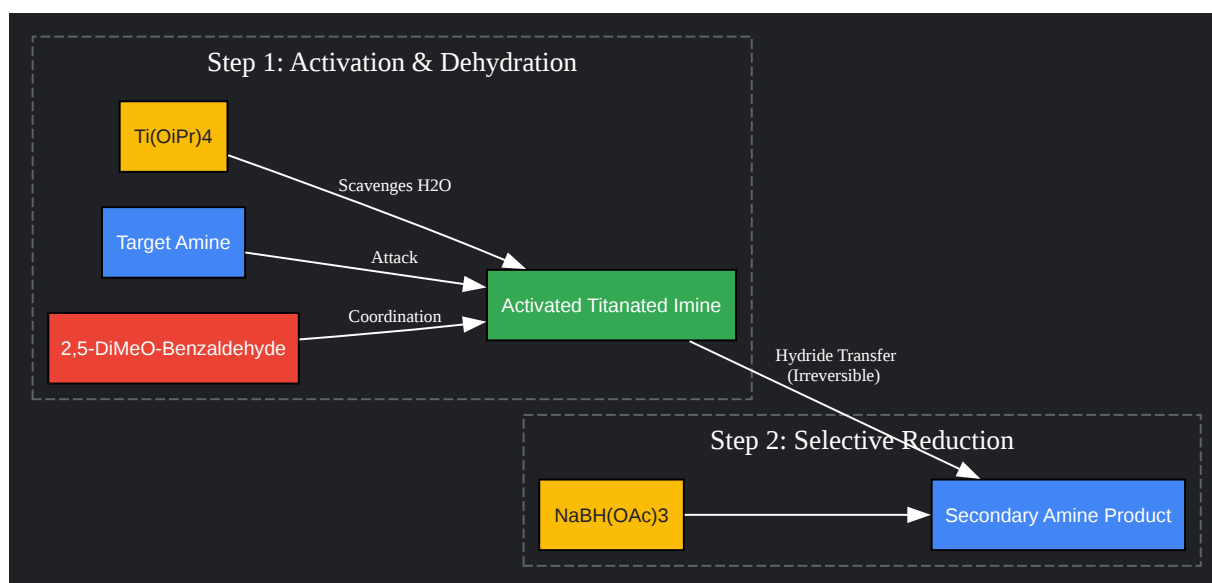 Step 1: Activation & Dehydration
Ti(OiPr)4
Scavenges H2O
Target Amine
Attack
Activated Titanated Imine
2,5-DiMeO-Benzaldehyde
Coordination
Hydride Transfer
(Irreversible)
Step 2: Selective Reduction
NaBH(OAc)3
Secondary Amine Product